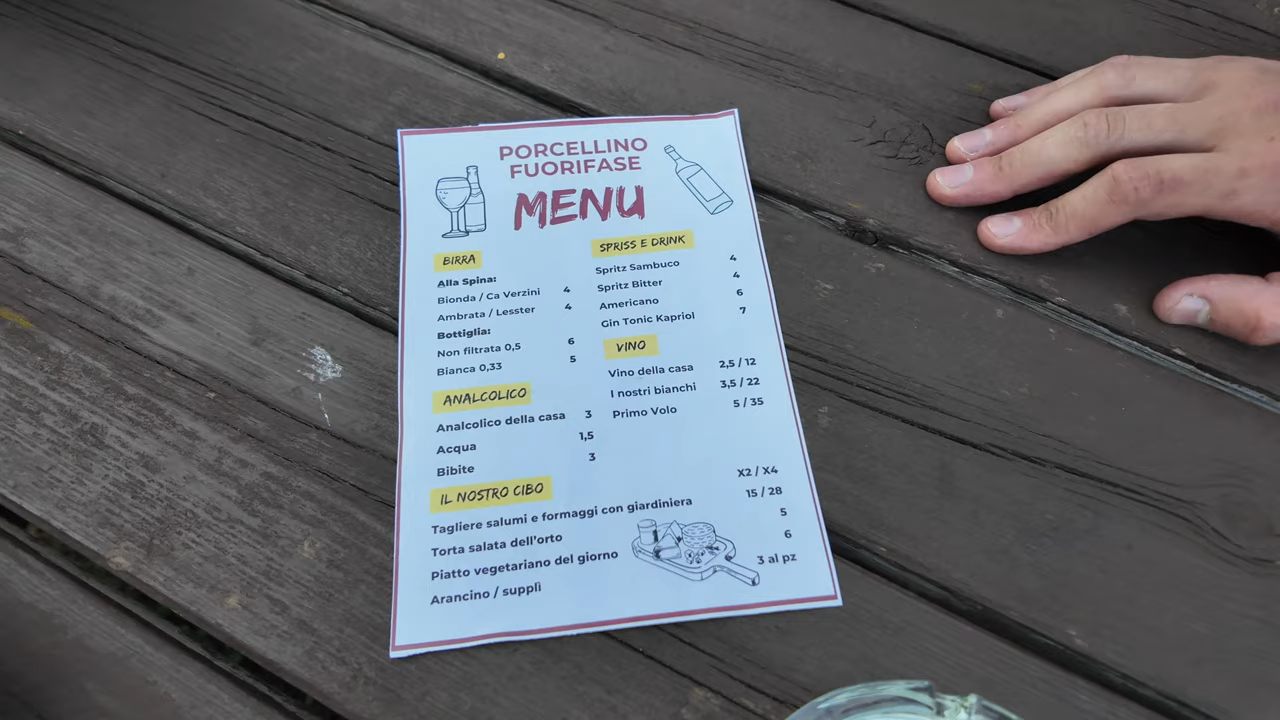 PORCELLINO
FUORIFASE
MENU
BIRRA
Alla Spina:
Bionda / Ca Verzini 4
Ambrata / Lesster 4
Bottiglia:
Non filtrata 0,5 6
Bianca 0,33 5
ANALCOLICO
Analcolico della casa 3
Acqua 1,5
Bibite 3
SPRISS E DRINK
Spritz Sambuco 4
Spritz Bitter 4
Americano 6
Gin Tonic Kapriol 7
VINO
Vino della casa 2,5 / 12
I nostri bianchi 3,5 / 22
Primo Volo 5 / 35
IL NOSTRO CIBO
X2 / X4
Tagliere salumi e formaggi con giardiniera 15 / 28
Torta salata dell'orto 5
Piatto vegetariano del giorno 6
Arancino / supplì 3 al pz